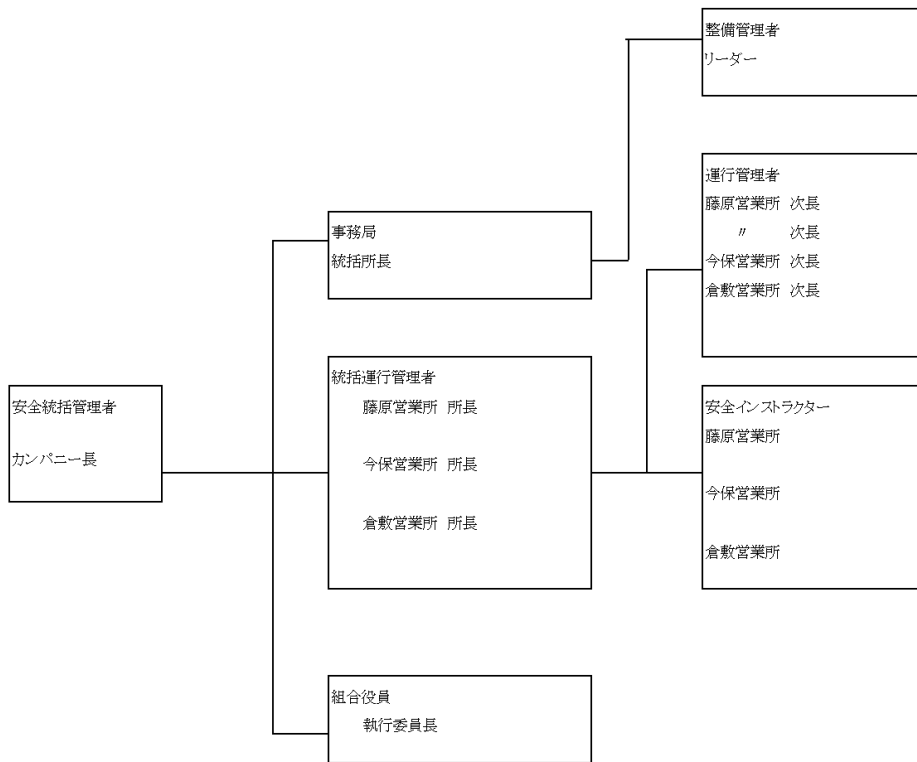 整備管理者
リーダー
運行管理者
藤原営業所 次長
〃 次長
今保営業所 次長
倉敷営業所 次長
事務局
統括所長
統括運行管理者
藤原営業所 所長
今保営業所 所長
倉敷営業所 所長
安全統括管理者
カンパニー長
安全インストラクター
藤原営業所
今保営業所
倉敷営業所
組合役員
執行委員長